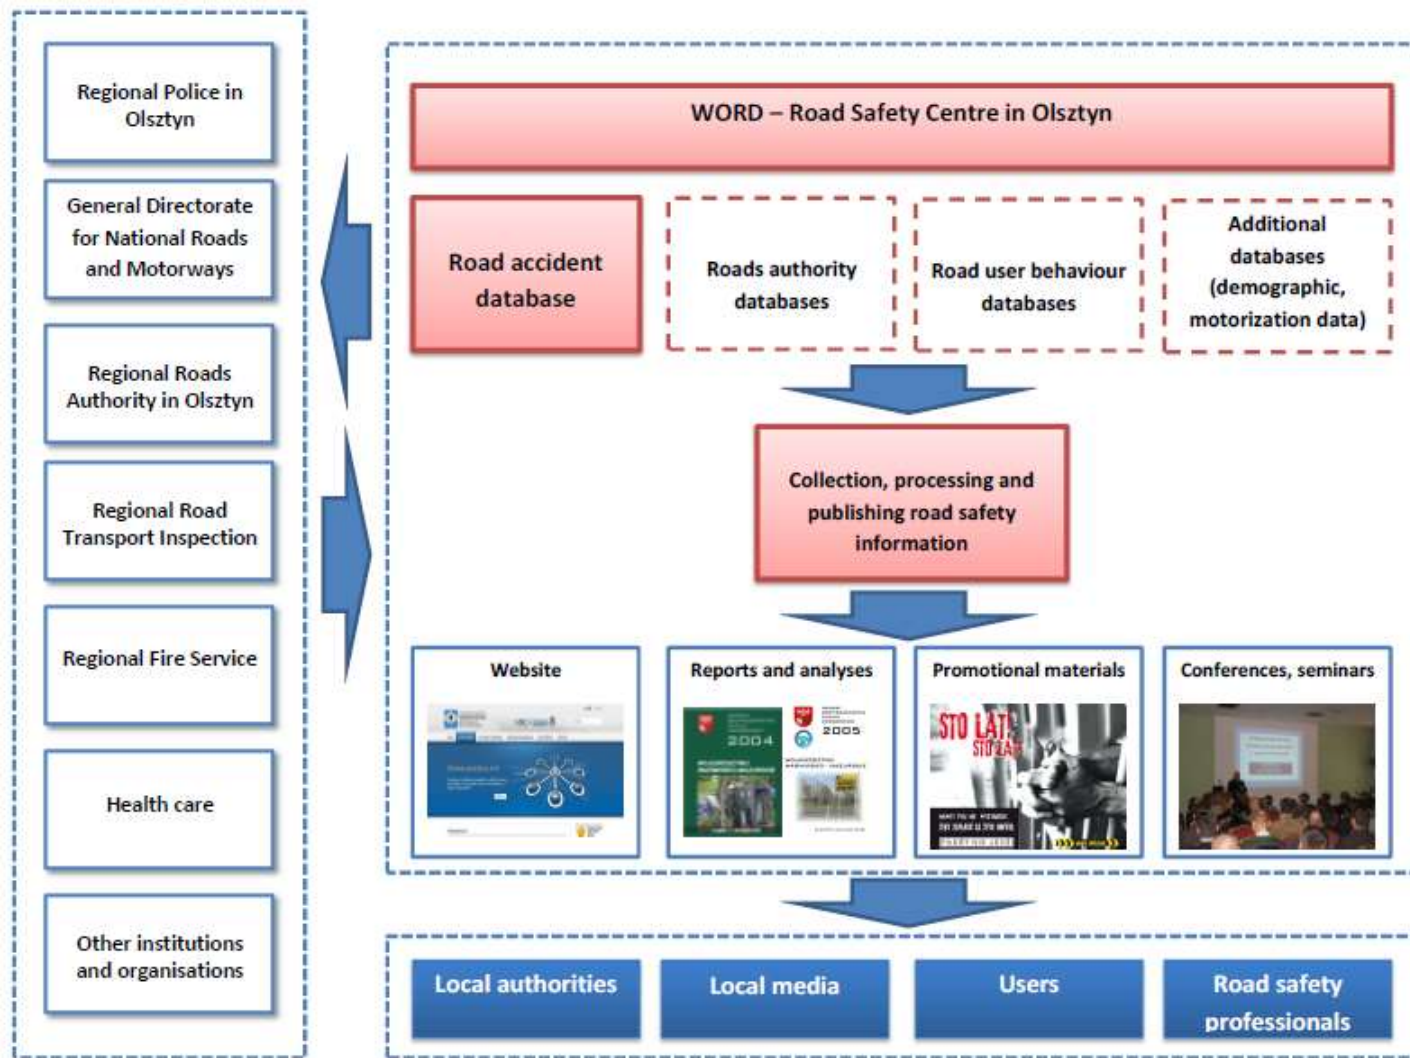 Regional Police in
Olsztyn
General Directorate
for National Roads
and Motorways
Regional Roads
Authority in Olsztyn
Regional Road
Transport Inspection
Regional Fire Service
Health care
Other institutions
and organisations
WORD – Road Safety Centre in Olsztyn
Road accident
database
Roads authority
databases
Road user behaviour
databases
Additional
databases
(demographic,
motorization data)
Collection, processing and
publishing road safety
information
Website
Reports and analyses
2004
2005
Promotional materials
STO LAT!
STO LAT!
Conferences, seminars
Local authorities
Local media
Users
Road safety
professionals